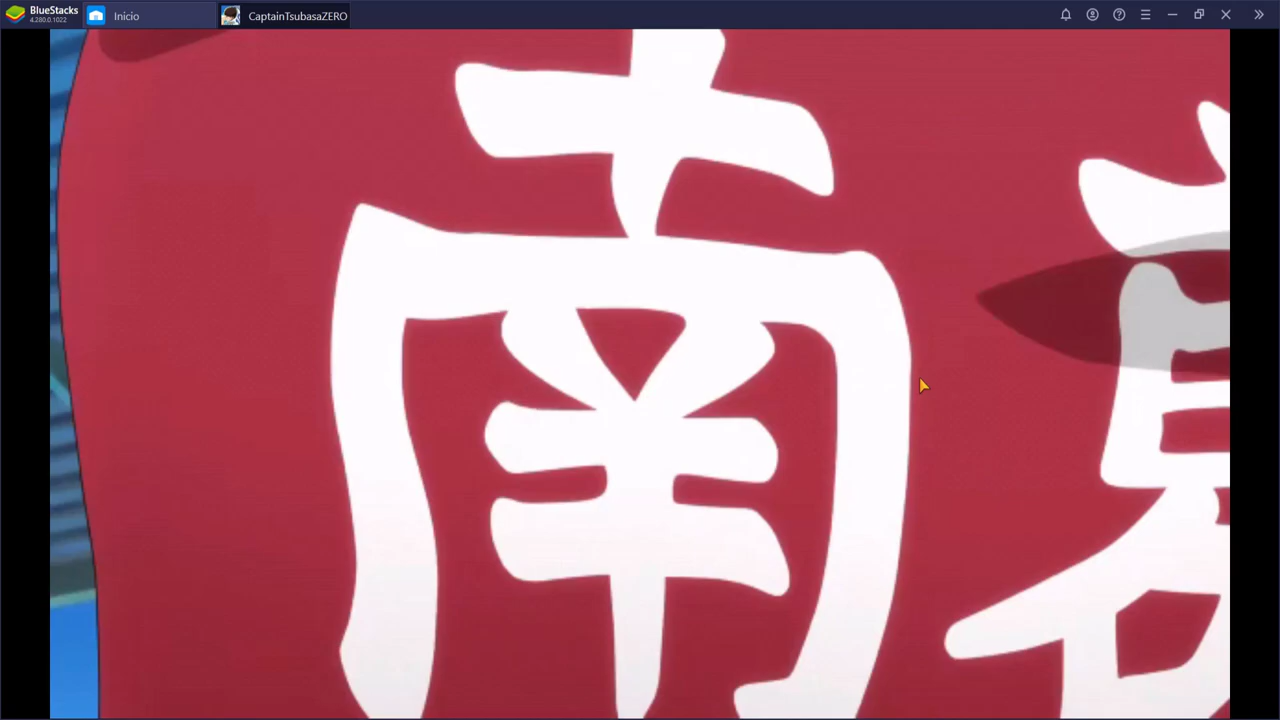 BlueStacks
4.280.0.1022
Inicio
CaptainTsubasaZERO
南